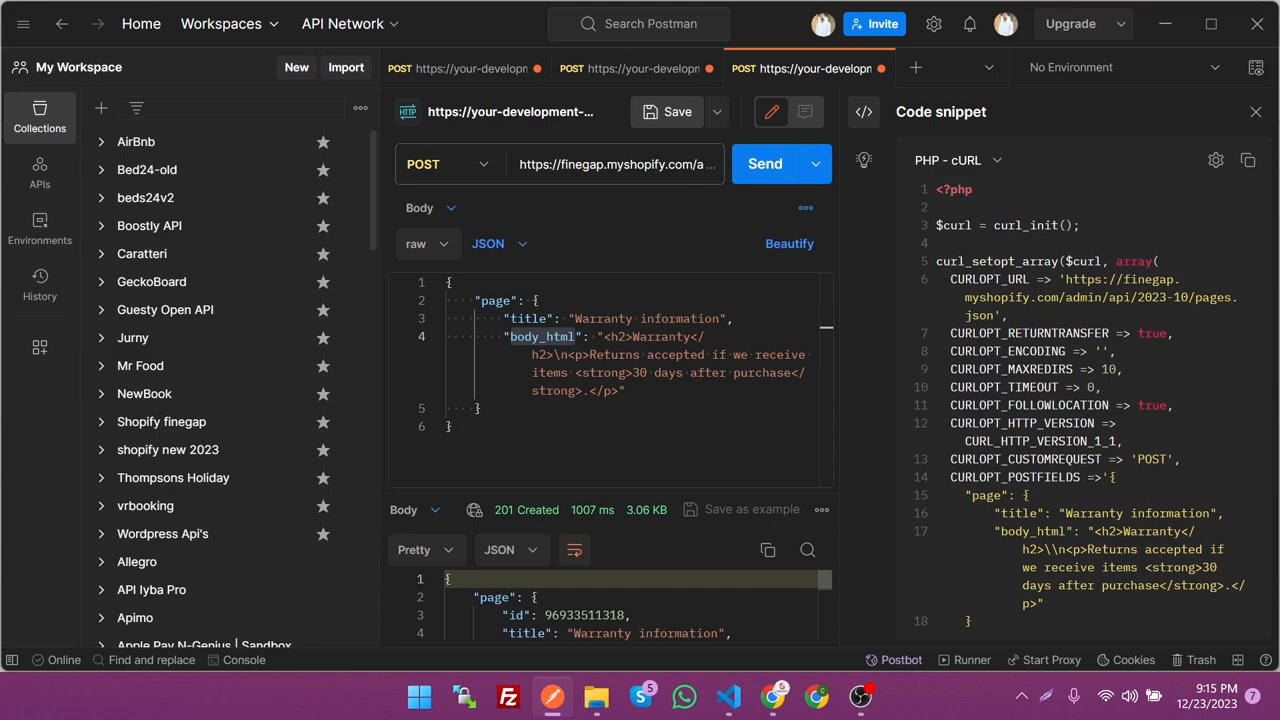 Home
Workspaces
API Network
Search Postman
Invite
Upgrade
My Workspace
New
Import
POST https://your-developn
POST https://your-developn
POST https://your-developn
No Environment
Collections
APIs
Environments
History
AirBnb
Bed24-old
beds24v2
Boostly API
Caratteri
GeckoBoard
Guesty Open API
Jurrny
Mr Food
NewBook
Shopify finegap
shopify new 2023
Thompsons Holiday
vrbooking
Wordpress Api's
Allegro
API Iyba Pro
Apimo
Apple Pay N-Genius | Sandbox
HTTP
https://your-development-...
Save
POST
https://finegap.myshopify.com/a ...
Send
Body
raw
JSON
Beautify
1 {
2 "page": {
3 "title": "Warranty information",
4 "body_html": "<h2>Warranty</
h2>\n<p>Returns accepted if we receive
items <strong>30 days after purchase</
strong>.</p>"
5 }
6 }
Body
201 Created 1007 ms 3.06 KB
Save as example
Pretty
JSON
1 {
2 "page": {
3 "id": 96933511318,
4 "title": "Warranty information",
Code snippet
PHP - cURL
1 <?php
2
3 $curl = curl_init();
4
5 curl_setopt_array($curl, array(
6 CURLOPT_URL => 'https://finegap.
myshopify.com/admin/api/2023-10/pages.
json',
7 CURLOPT_RETURNTRANSFER => true,
8 CURLOPT_ENCODING => '',
9 CURLOPT_MAXREDIRS => 10,
10 CURLOPT_TIMEOUT => 0,
11 CURLOPT_FOLLOWLOCATION => true,
12 CURLOPT_HTTP_VERSION =>
CURL_HTTP_VERSION_1_1,
13 CURLOPT_CUSTOMREQUEST => 'POST',
14 CURLOPT_POSTFIELDS =>'{
15 "page": {
16 "title": "Warranty information",
17 "body_html": "<h2>Warranty</
h2>\\n<p>Returns accepted if
we receive items <strong>30
days after purchase</strong>.</
p>"
18 }
Online
Find and replace
Console
Postbot
Runner
Start Proxy
Cookies
Trash
5
9:15 PM
12/23/2023
7